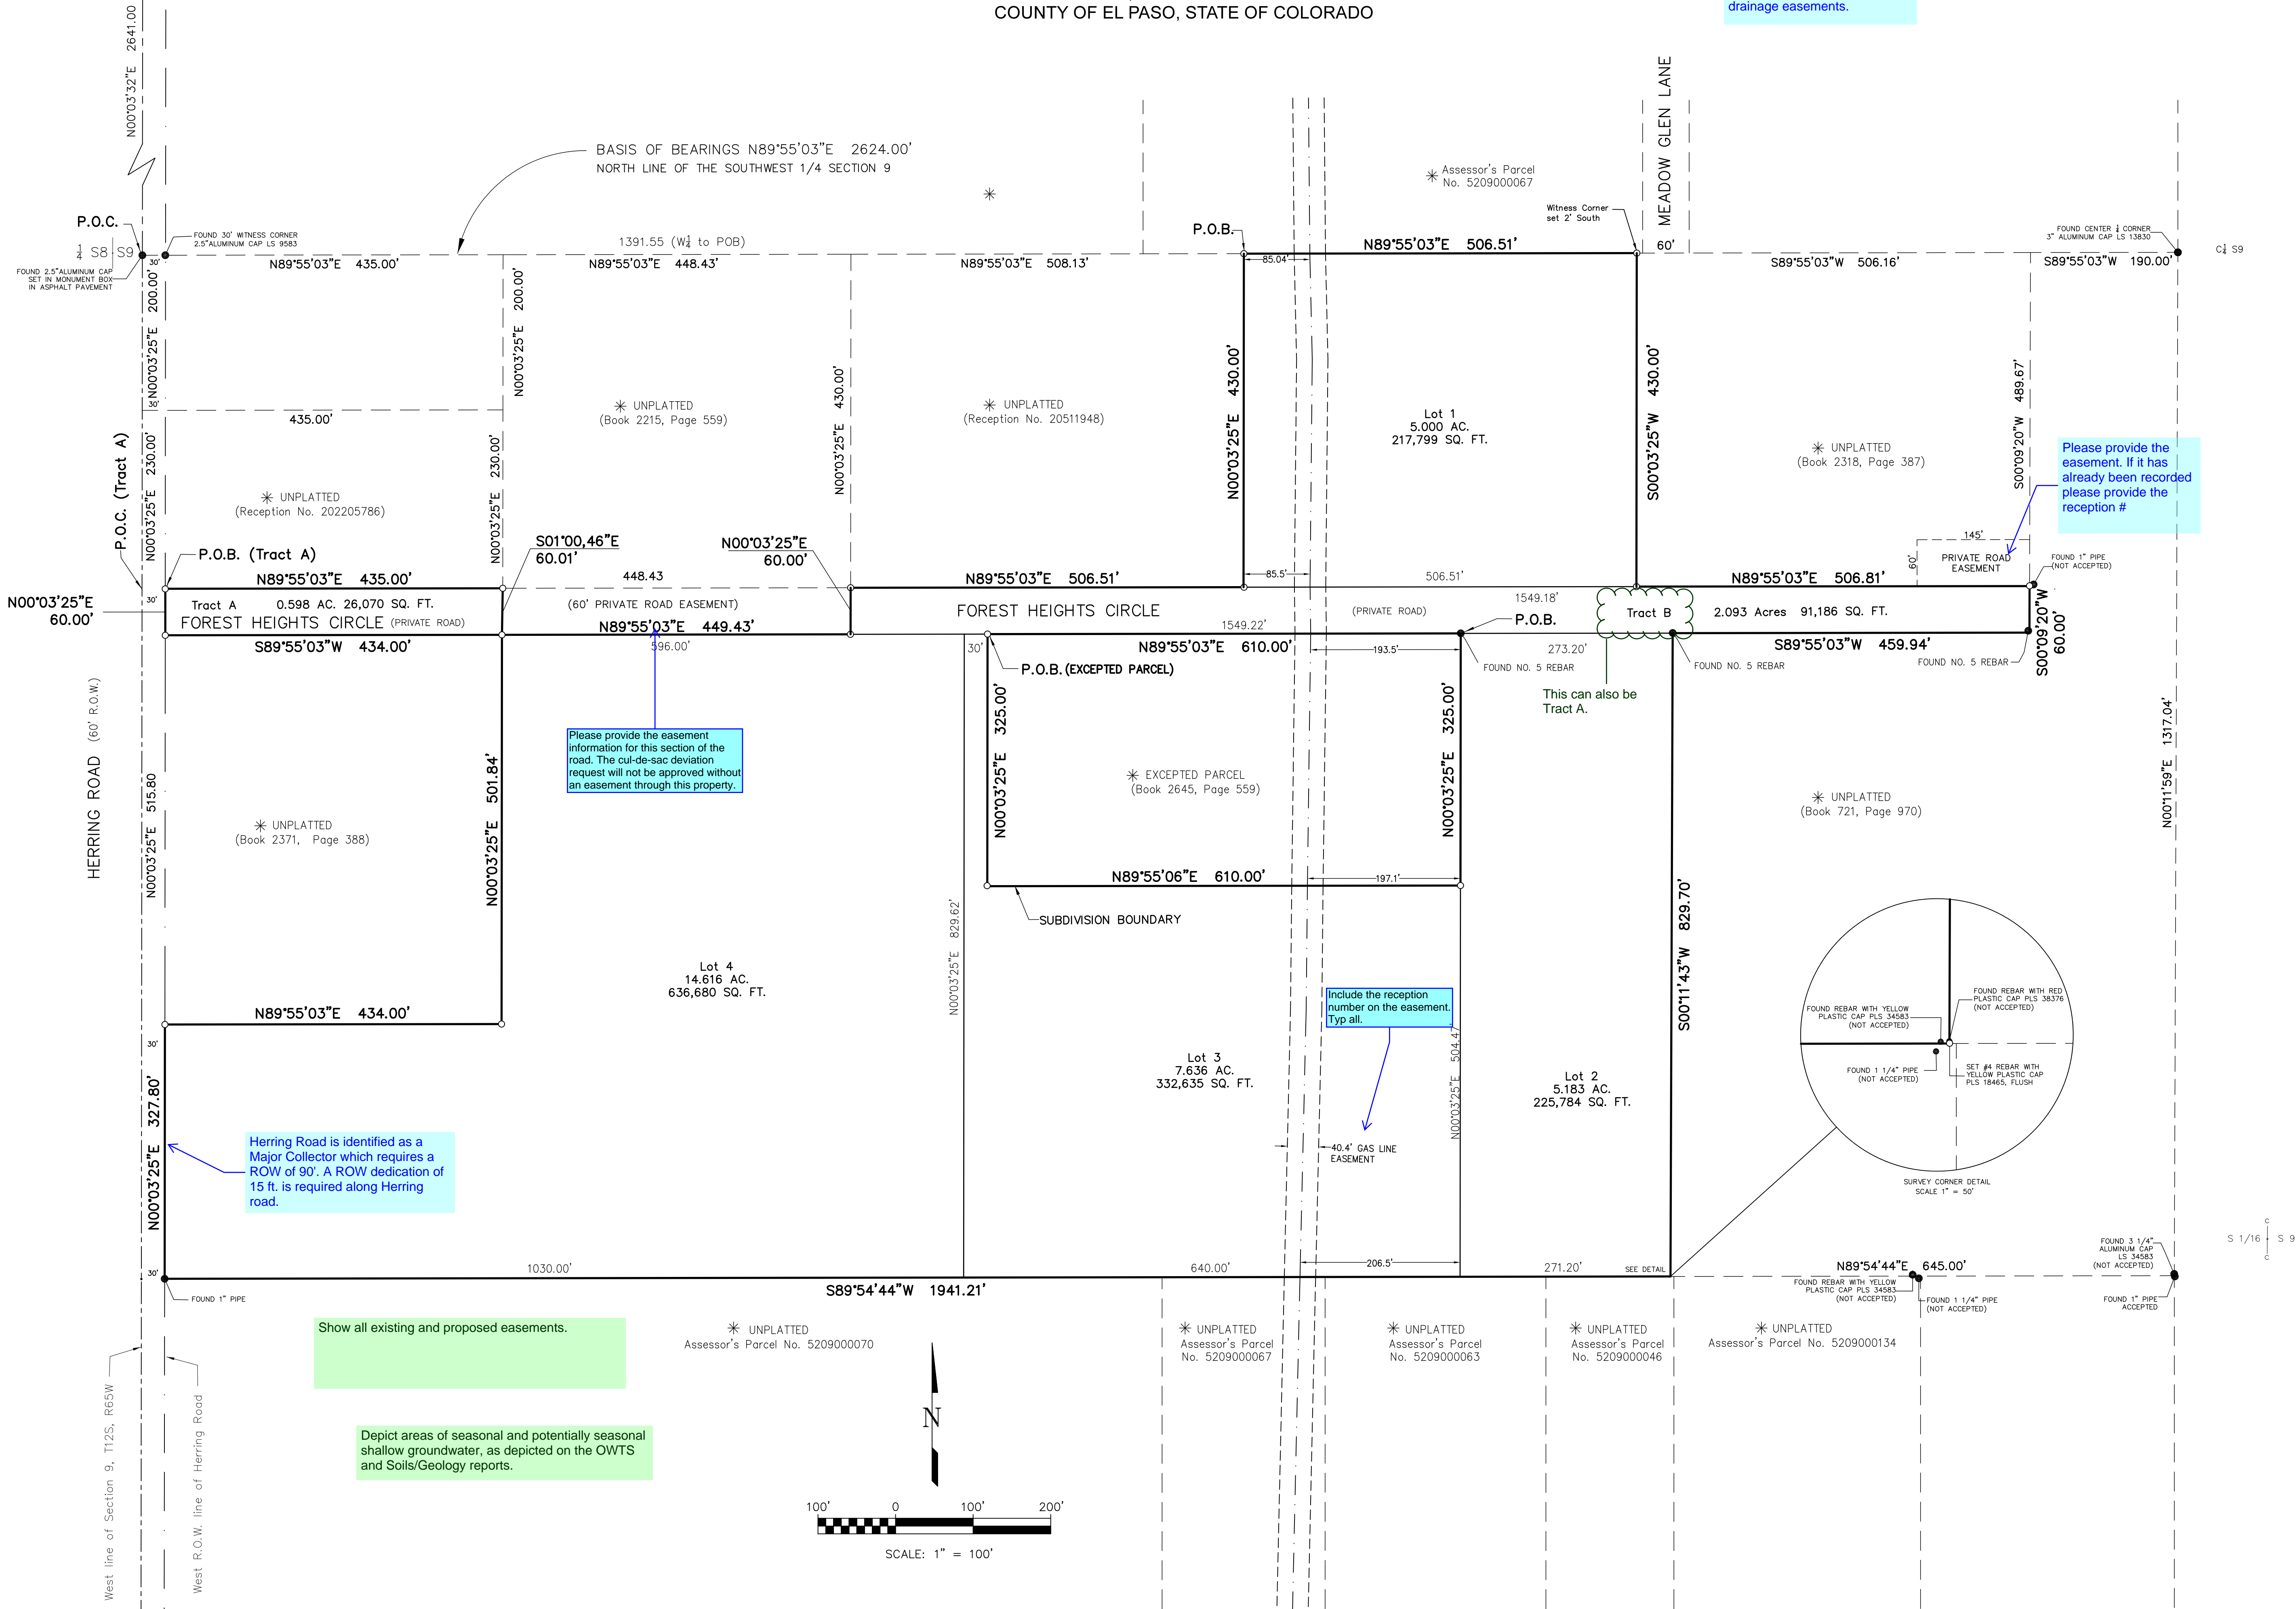 COUNTY OF EL PASO, STATE OF COLORADO
drainage easements.
N00°03'32"E 2641.00
MEADOW GLEN LANE
BASIS OF BEARINGS N89°55'03"E 2624.00'
NORTH LINE OF THE SOUTHWEST 1/4 SECTION 9
Assessor's Parcel
No. 5209000067
Witness Corner
set 2' South
P.O.C.
1/4 S8 S9
FOUND 30' WITNESS CORNER
2.5"ALUMINUM CAP LS 9583
FOUND 2.5"ALUMINUM CAP
SET IN MONUMENT BOX
IN ASPHALT PAVEMENT
30'
1391.55 (W1/4 to POB)
P.O.B.
N89°55'03"E 506.51'
60'
FOUND CENTER 1/4 CORNER
3" ALUMINUM CAP LS 13830
C1/4 S9
N89°55'03"E 435.00'
N89°55'03"E 448.43'
N89°55'03"E 508.13'
85.04'
S89°55'03"W 506.16'
S89°55'03"W 190.00'
N00°03'25"E 200.00'
N00°03'25"E 200.00'
30'
435.00'
N00°03'25"E 430.00'
N00°03'25"E 430.00'
S00°03'25"W 430.00'
S00°09'20"W 489.67'
UNPLATTED
(Book 2215, Page 559)
UNPLATTED
(Reception No. 20511948)
Lot 1
5.000 AC.
217,799 SQ. FT.
UNPLATTED
(Book 2318, Page 387)
Please provide the
easement. If it has
already been recorded
please provide the
reception #
P.O.C. (Tract A)
N00°03'25"E 230.00'
N00°03'25"E 230.00'
UNPLATTED
(Reception No. 202205786)
P.O.B. (Tract A)
S01°00,46"E
60.01'
N00°03'25"E
60.00'
145'
60'
PRIVATE ROAD
EASEMENT
FOUND 1" PIPE
(NOT ACCEPTED)
N89°55'03"E 435.00'
448.43
N89°55'03"E 506.51'
85.5'
506.51'
N89°55'03"E 506.81'
N00°03'25"E
60.00'
30'
Tract A 0.598 AC. 26,070 SQ. FT.
FOREST HEIGHTS CIRCLE (PRIVATE ROAD)
(60' PRIVATE ROAD EASEMENT)
FOREST HEIGHTS CIRCLE
(PRIVATE ROAD)
1549.18'
P.O.B.
Tract B
2.093 Acres 91,186 SQ. FT.
S00°09'20"W
60.00'
N89°55'03"E 449.43'
1549.22'
S89°55'03"W 434.00'
596.00'
30'
N89°55'03"E 610.00'
193.5'
273.20'
S89°55'03"W 459.94'
P.O.B. (EXCEPTED PARCEL)
FOUND NO. 5 REBAR
FOUND NO. 5 REBAR
FOUND NO. 5 REBAR
This can also be
Tract A.
HERRING ROAD (60' R.O.W.)
N00°03'25"E 515.80
N00°03'25"E 501.84'
Please provide the easement
information for this section of the
road. The cul-de-sac deviation
request will not be approved without
an easement through this property.
N00°03'25"E 325.00'
N00°03'25"E 325.00'
EXCEPTED PARCEL
(Book 2645, Page 559)
UNPLATTED
(Book 2371, Page 388)
UNPLATTED
(Book 721, Page 970)
N00°11'59"E 1317.04'
N89°55'06"E 610.00'
197.1'
SUBDIVISION BOUNDARY
N00°03'25"E 829.62'
S00°11'43"W 829.70'
Lot 4
14.616 AC.
636,680 SQ. FT.
Include the reception
number on the easement.
Typ all.
N00°03'25"E 504.47'
N89°55'03"E 434.00'
30'
Lot 3
7.636 AC.
332,635 SQ. FT.
Lot 2
5.183 AC.
225,784 SQ. FT.
FOUND REBAR WITH RED
PLASTIC CAP PLS 38376
(NOT ACCEPTED)
FOUND REBAR WITH YELLOW
PLASTIC CAP PLS 34583
(NOT ACCEPTED)
FOUND 1 1/4" PIPE
(NOT ACCEPTED)
SET #4 REBAR WITH
YELLOW PLASTIC CAP
PLS 18465, FLUSH
SURVEY CORNER DETAIL
SCALE 1" = 50'
N00°03'25"E 327.80'
Herring Road is identified as a
Major Collector which requires a
ROW of 90'. A ROW dedication of
15 ft. is required along Herring
road.
40.4' GAS LINE
EASEMENT
C
S 1/16 S 9
C
30'
1030.00'
640.00'
206.5'
271.20'
SEE DETAIL
N89°54'44"E 645.00'
FOUND 3 1/4"
ALUMINUM CAP
LS 34583
(NOT ACCEPTED)
S89°54'44"W 1941.21'
FOUND 1" PIPE
FOUND REBAR WITH YELLOW
PLASTIC CAP PLS 34583
(NOT ACCEPTED)
FOUND 1 1/4" PIPE
(NOT ACCEPTED)
FOUND 1" PIPE
ACCEPTED
Show all existing and proposed easements.
UNPLATTED
Assessor's Parcel No. 5209000070
UNPLATTED
Assessor's Parcel
No. 5209000067
UNPLATTED
Assessor's Parcel
No. 5209000063
UNPLATTED
Assessor's Parcel
No. 5209000046
UNPLATTED
Assessor's Parcel No. 5209000134
West line of Section 9, T12S, R65W
West R.O.W. line of Herring Road
Depict areas of seasonal and potentially seasonal
shallow groundwater, as depicted on the OWTS
and Soils/Geology reports.
N
100' 0 100' 200'
SCALE: 1" = 100'